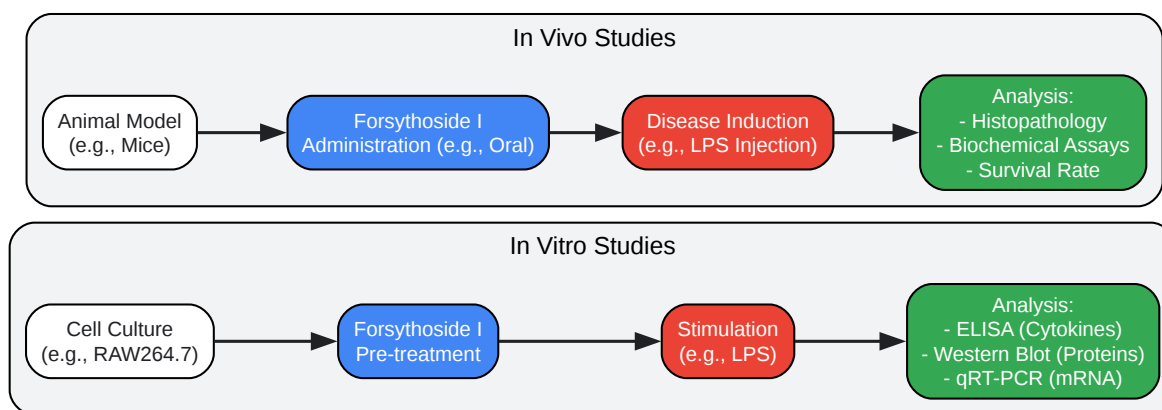 In Vivo Studies
Animal Model
(e.g., Mice)
Forsythoside I
Administration (e.g., Oral)
Disease Induction
(e.g., LPS Injection)
Analysis:
- Histopathology
- Biochemical Assays
- Survival Rate
In Vitro Studies
Cell Culture
(e.g., RAW264.7)
Forsythoside I
Pre-treatment
Stimulation
(e.g., LPS)
Analysis:
- ELISA (Cytokines)
- Western Blot (Proteins)
- qRT-PCR (mRNA)